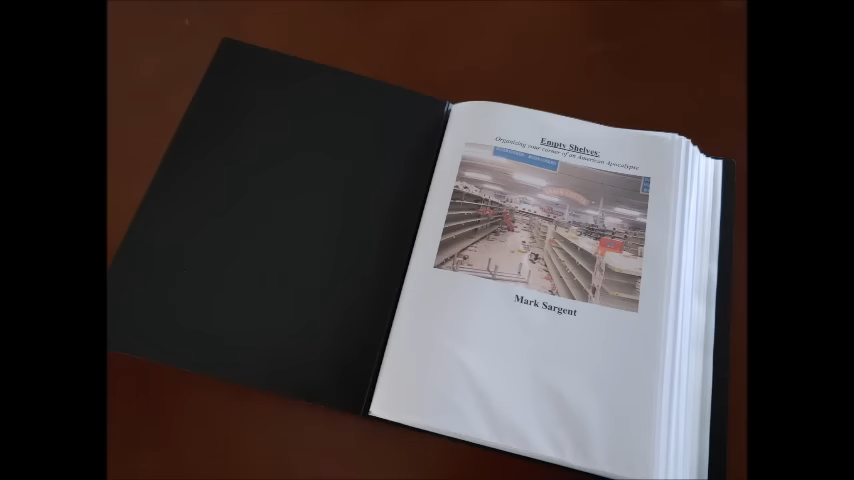 Empty Shelves
Organizing your corner of an American Apocalypse
Mark Sargent